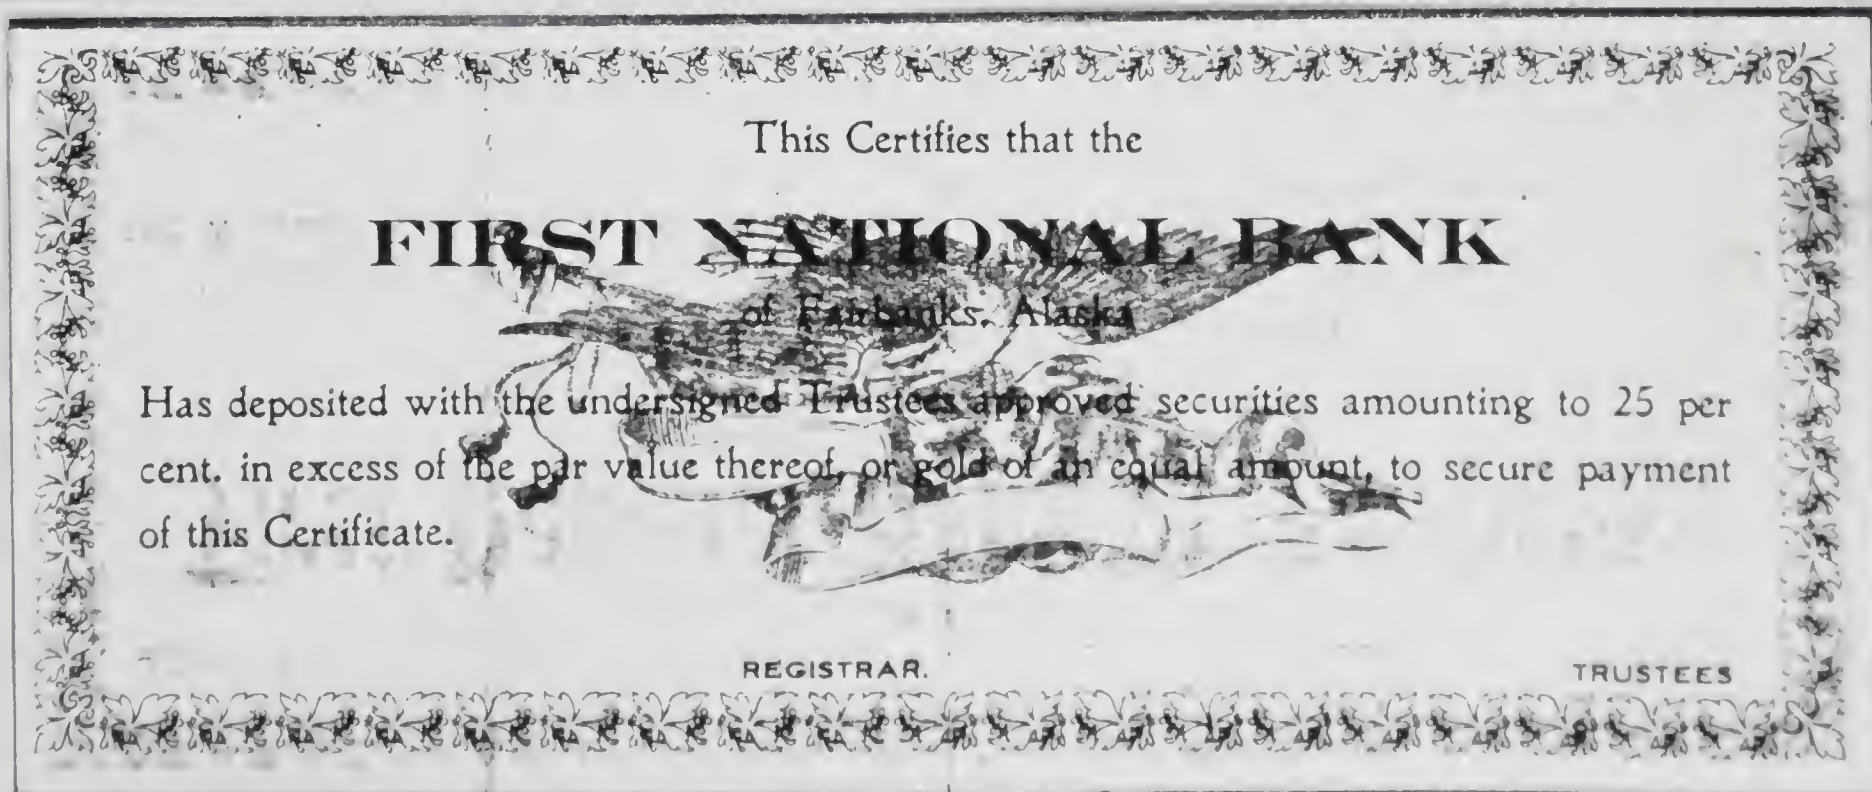 This Certifies that the
FIRST NATIONAL BANK
of Fairbanks, Alaska
Has deposited with the undersigned Trustees approved securities amounting to 25 per
cent. in excess of the par value thereof, or gold of an equal amount, to secure payment
of this Certificate.
REGISTRAR. TRUSTEES